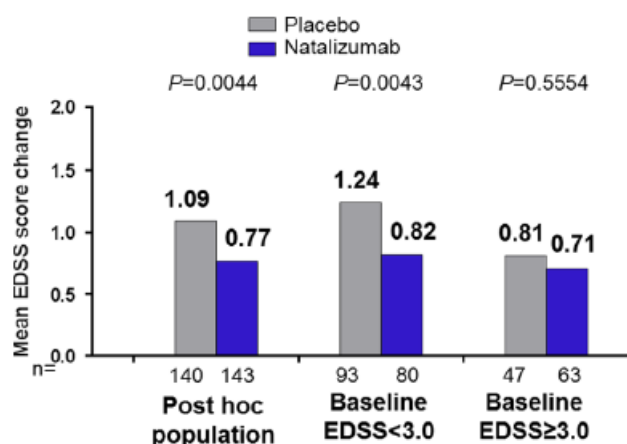 Placebo
Natalizumab
P=0.0044 P=0.0043 P=0.5554
Mean EDSS score change
2.0
1.5
1.0
0.5
0.0
1.09 0.77 1.24 0.82 0.81 0.71
n=
140 143 93 80 47 63
Post hoc population
Baseline EDSS<3.0
Baseline EDSS≥3.0